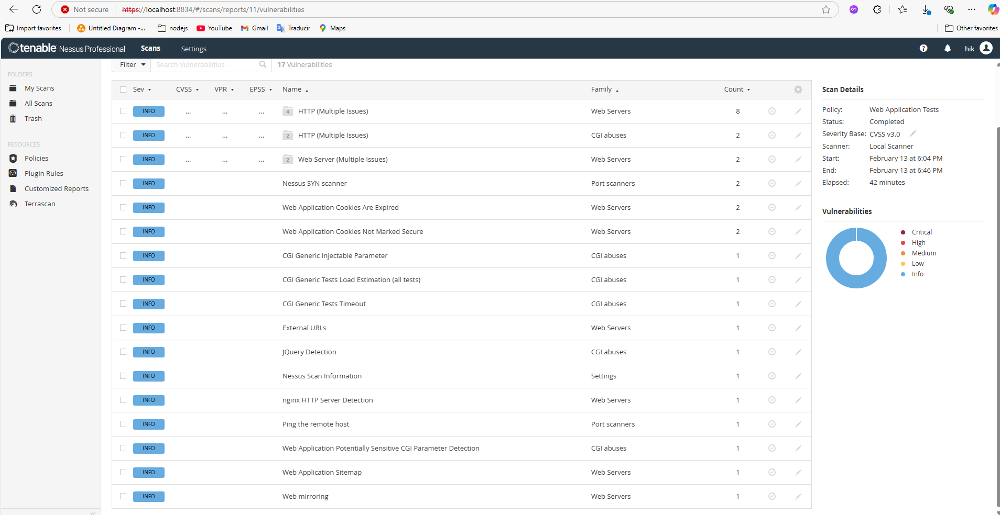 Not secure https://localhost:8834/#/scans/reports/11/vulnerabilities
Import favorites Untitled Diagram -... nodejs YouTube Gmail Traducir Maps Other favorites
tenable Nessus Professional Scans Settings hik
FOLDERS
My Scans
All Scans
Trash
RESOURCES
Policies
Plugin Rules
Customized Reports
Terrascan
Filter Search Vulnerabilities 17 Vulnerabilities
Sev CVSS VPR EPSS Name Family Count
INFO ... ... ... 4 HTTP (Multiple Issues) Web Servers 8
INFO ... ... ... 2 HTTP (Multiple Issues) CGI abuses 2
INFO ... ... ... 2 Web Server (Multiple Issues) Web Servers 2
INFO Nessus SYN scanner Port scanners 2
INFO Web Application Cookies Are Expired Web Servers 2
INFO Web Application Cookies Not Marked Secure Web Servers 2
INFO CGI Generic Injectable Parameter CGI abuses 1
INFO CGI Generic Tests Load Estimation (all tests) CGI abuses 1
INFO CGI Generic Tests Timeout CGI abuses 1
INFO External URLs Web Servers 1
INFO JQuery Detection CGI abuses 1
INFO Nessus Scan Information Settings 1
INFO nginx HTTP Server Detection Web Servers 1
INFO Ping the remote host Port scanners 1
INFO Web Application Potentially Sensitive CGI Parameter Detection CGI abuses 1
INFO Web Application Sitemap Web Servers 1
INFO Web mirroring Web Servers 1
Scan Details
Policy: Web Application Tests
Status: Completed
Severity Base: CVSS v3.0
Scanner: Local Scanner
Start: February 13 at 6:04 PM
End: February 13 at 6:46 PM
Elapsed: 42 minutes
Vulnerabilities
Critical
High
Medium
Low
Info